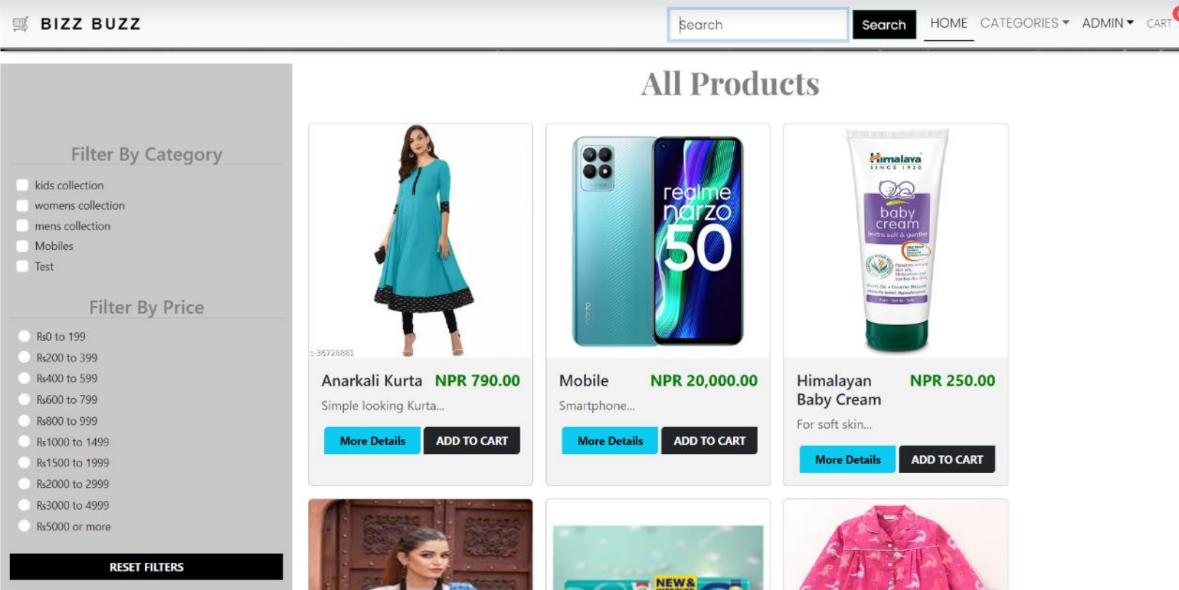 BIZZ BUZZ
Search
Search
HOME
CATEGORIES
ADMIN
CART
All Products
Filter By Category
kids collection
womens collection
mens collection
Mobiles
Test
Filter By Price
Rs0 to 199
Rs200 to 399
Rs400 to 599
Rs600 to 799
Rs800 to 999
Rs1000 to 1499
Rs1500 to 1999
Rs2000 to 2999
Rs3000 to 4999
Rs5000 or more
RESET FILTERS
Anarkali Kurta NPR 790.00
Simple looking Kurta...
More Details ADD TO CART
realme
narzo
50
narzo
Mobile NPR 20,000.00
Smartphone...
More Details ADD TO CART
Himalaya
SINCE 1930
baby
cream
extra soft & gentle
Himalayan NPR 250.00
Baby Cream
For soft skin...
More Details ADD TO CART
NEW &